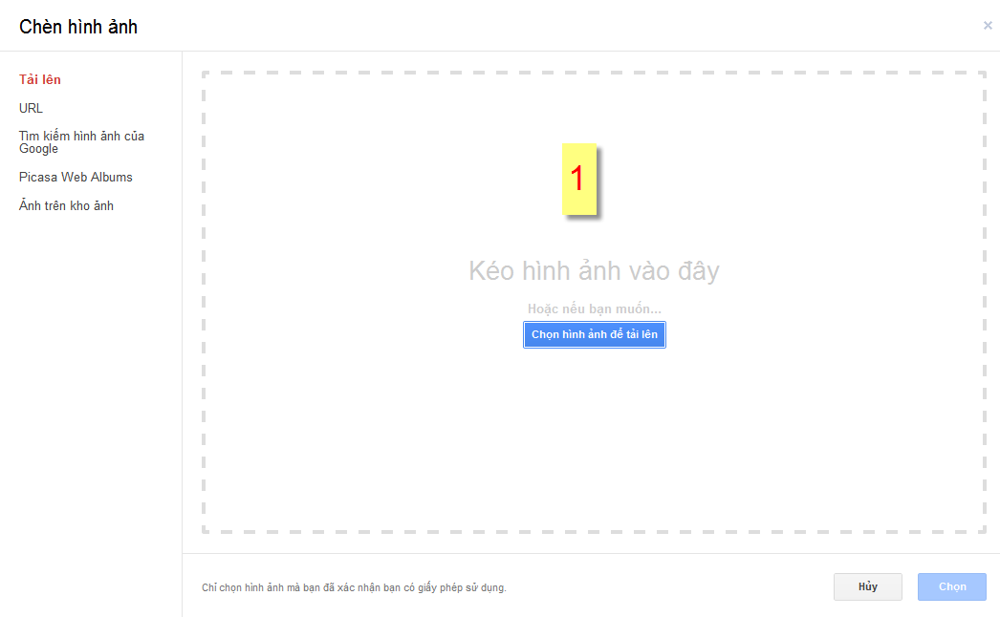 Chèn hình ảnh
×
Tải lên
URL
Tìm kiếm hình ảnh của
Google
Picasa Web Albums
Ảnh trên kho ảnh
1
Kéo hình ảnh vào đây
Hoặc nếu bạn muốn...
Chọn hình ảnh để tải lên
Chỉ chọn hình ảnh mà bạn đã xác nhận bạn có giấy phép sử dụng.
Hủy
Chọn